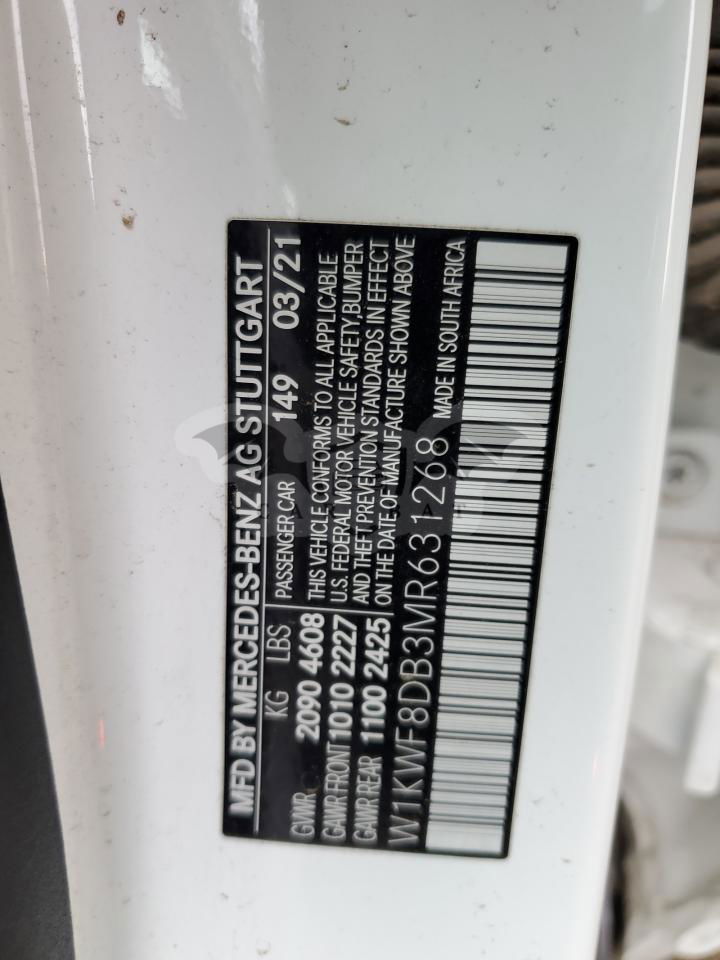 MFD BY MERCEDES-BENZ AG STUTTGART
KG LBS PASSENGER CAR 149 03/21
GVWR 2090 4608 THIS VEHICLE CONFORMS TO ALL APPLICABLE
GAWR FRONT 1010 2227 U.S. FEDERAL MOTOR VEHICLE SAFETY,BUMPER
GAWR REAR 1100 2425 AND THEFT PREVENTION STANDARDS IN EFFECT
ON THE DATE OF MANUFACTURE SHOWN ABOVE
W1KWF8DB3MR631268 MADE IN SOUTH AFRICA